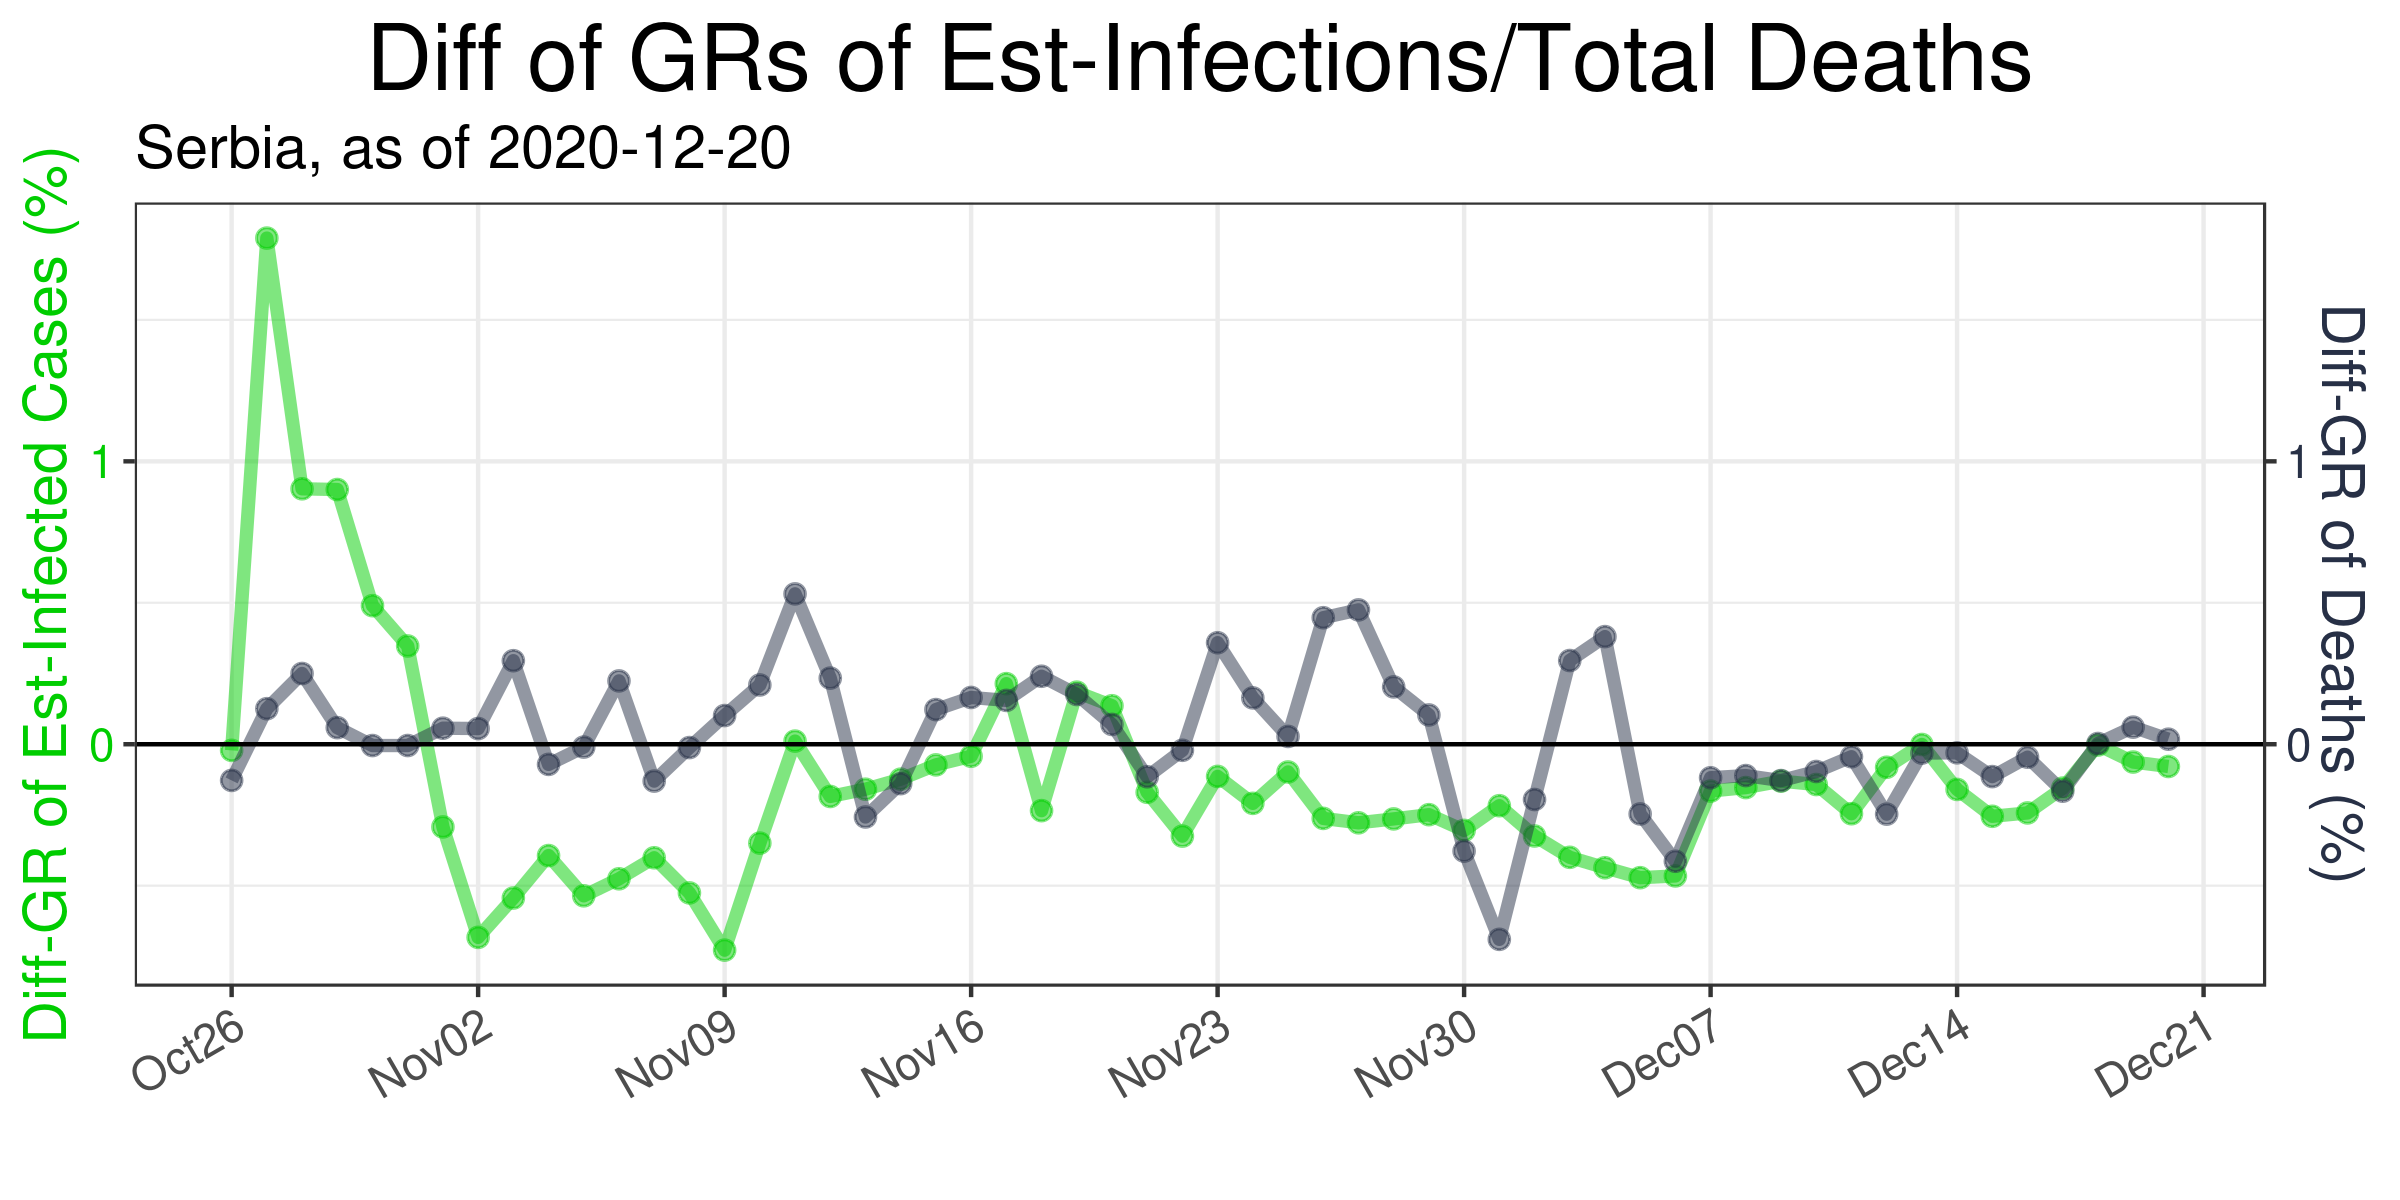 Diff of GRs of Est-Infections/Total Deaths
Serbia, as of 2020-12-20
Diff-GR of Est-Infected Cases (%)
1
0
1
0
Diff-GR of Deaths (%)
Oct26
Nov02
Nov09
Nov16
Nov23
Nov30
Dec07
Dec14
Dec21